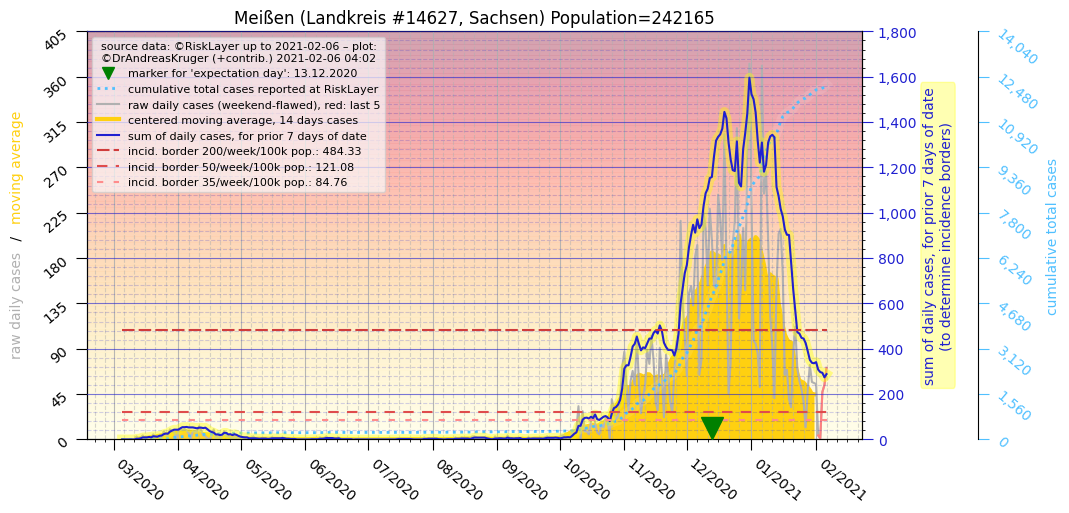 Meißen (Landkreis #14627, Sachsen) Population=242165
source data: ©RiskLayer up to 2021-02-06 – plot:
©DrAndreasKruger (+contrib.) 2021-02-06 04:02
marker for 'expectation day': 13.12.2020
cumulative total cases reported at RiskLayer
raw daily cases (weekend-flawed), red: last 5
centered moving average, 14 days cases
sum of daily cases, for prior 7 days of date
incid. border 200/week/100k pop.: 484.33
incid. border 50/week/100k pop.: 121.08
incid. border 35/week/100k pop.: 84.76
raw daily cases / moving average
405
360
315
270
225
180
135
90
45
0
03/2020
04/2020
05/2020
06/2020
07/2020
08/2020
09/2020
10/2020
11/2020
12/2020
01/2021
02/2021
1,800
1,600
1,400
1,200
1,000
800
600
400
200
0
sum of daily cases, for prior 7 days of date
(to determine incidence borders)
14,040
12,480
10,920
9,360
7,800
6,240
4,680
3,120
1,560
0
cumulative total cases